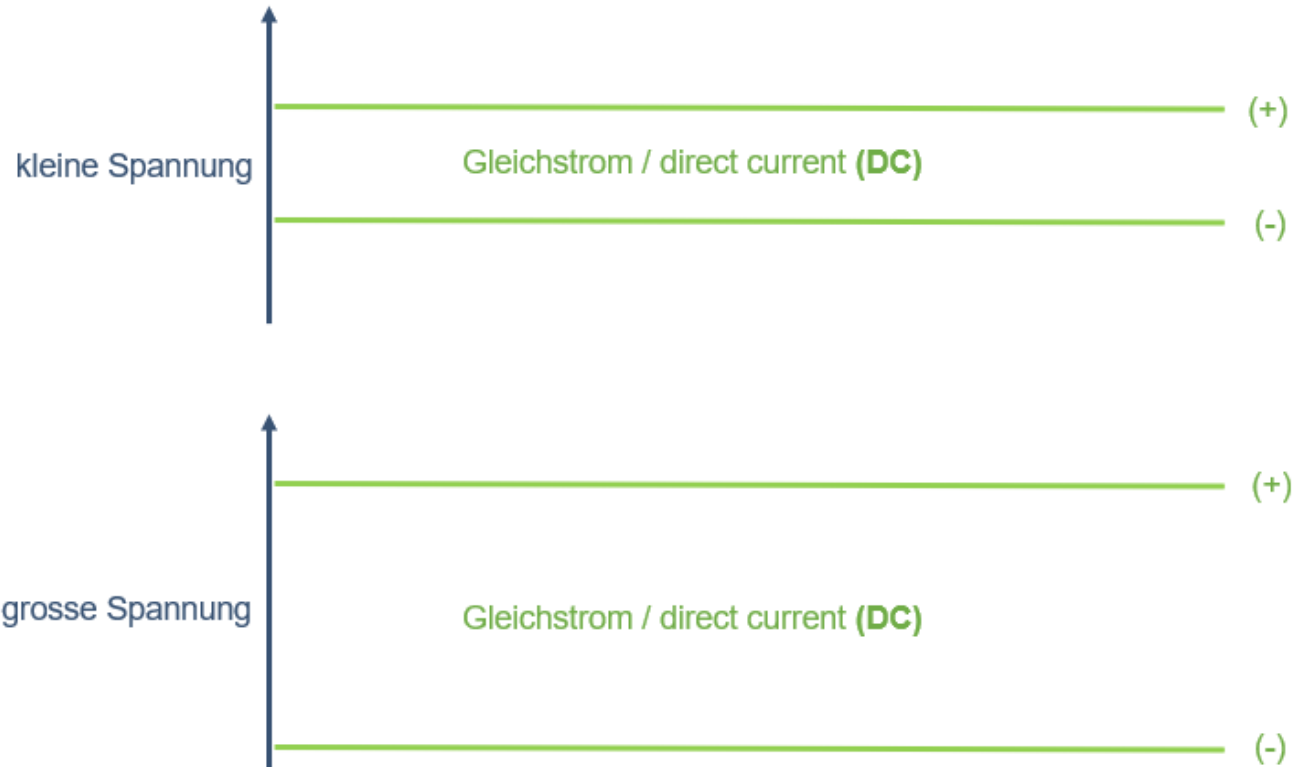 (+)
kleine Spannung Gleichstrom / direct current (DC)
(-)
(+)
grosse Spannung Gleichstrom / direct current (DC)
(-)